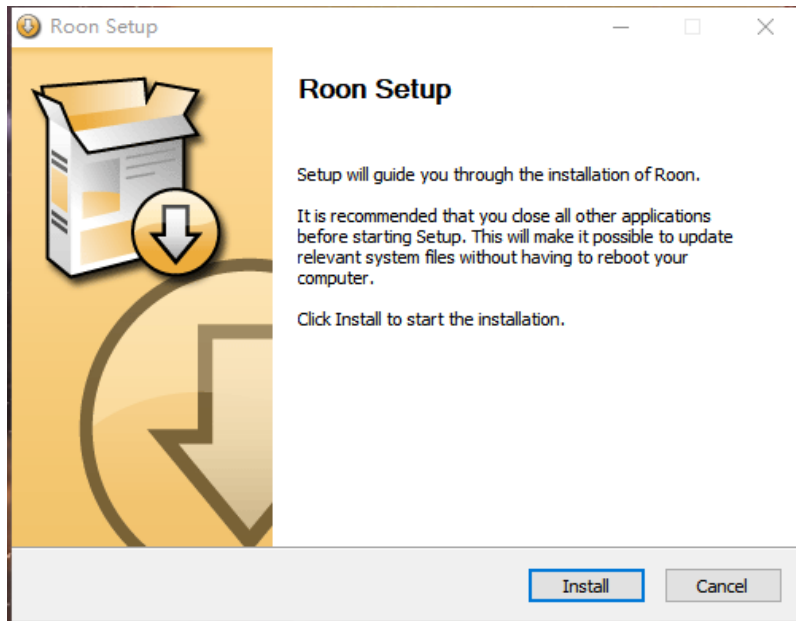 Roon Setup
Roon Setup
Setup will guide you through the installation of Roon.
It is recommended that you close all other applications
before starting Setup. This will make it possible to update
relevant system files without having to reboot your
computer.
Click Install to start the installation.
Install
Cancel